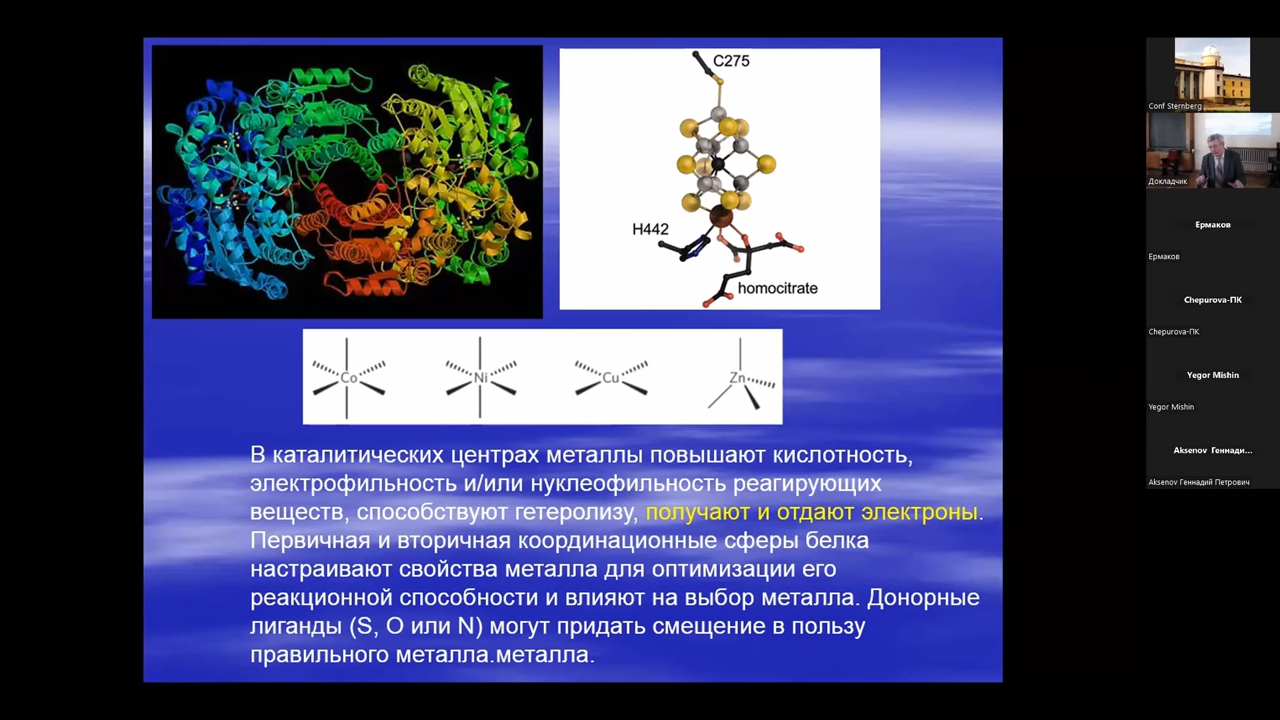 C275
H442
homocitrate
Co Ni Cu Zn
В каталитических центрах металлы повышают кислотность,
электрофильность и/или нуклеофильность реагирующих
веществ, способствуют гетеролизу, получают и отдают электроны.
Первичная и вторичная координационные сферы белка
настраивают свойства металла для оптимизации его
реакционной способности и влияют на выбор металла. Донорные
лиганды (S, O или N) могут придать смещение в пользу
правильного металла.металла.
Conf Sternberg
Докладчик
Ермаков
Ермаков
Chepurova-ПК
Chepurova-ПК
Yegor Mishin
Yegor Mishin
Aksenov Геннади...
Aksenov Геннадий Петрович